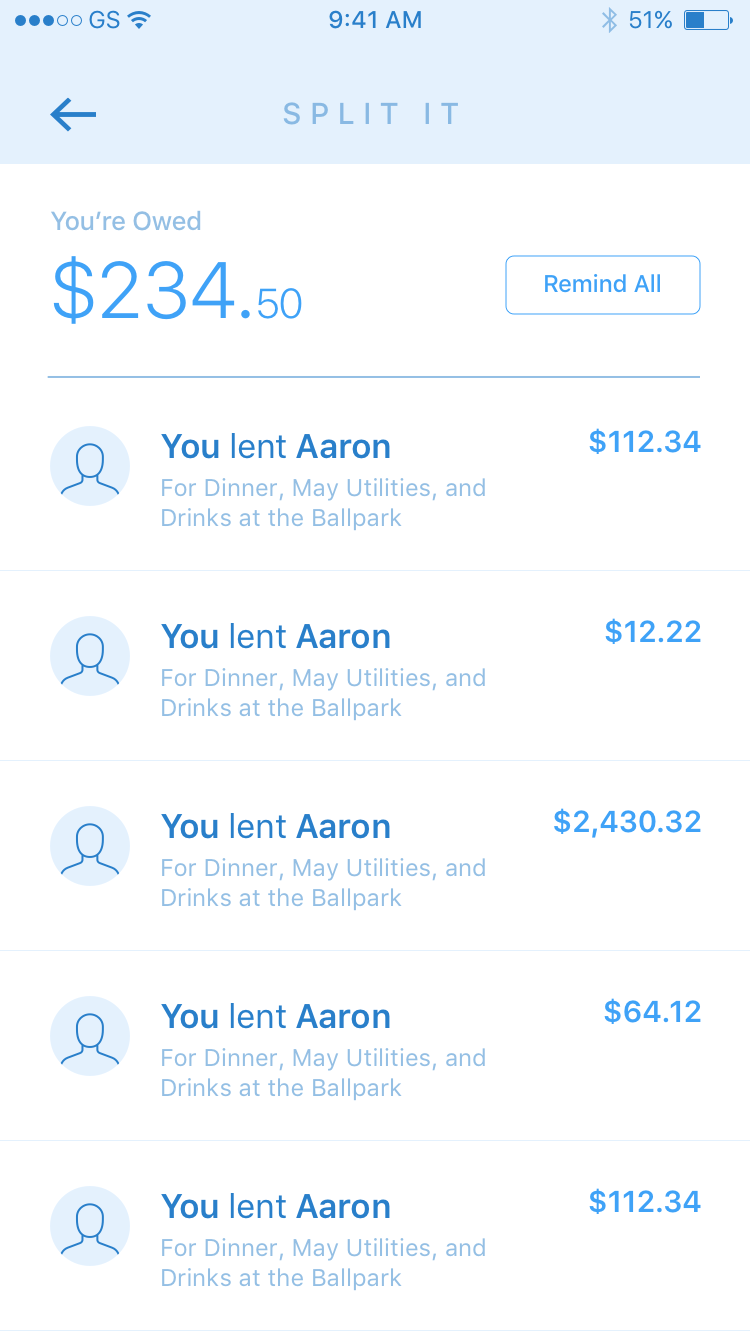 GS 9:41 AM 51%
SPLIT IT
You’re Owed
$234.50
Remind All
You lent Aaron $112.34
For Dinner, May Utilities, and
Drinks at the Ballpark
You lent Aaron $12.22
For Dinner, May Utilities, and
Drinks at the Ballpark
You lent Aaron $2,430.32
For Dinner, May Utilities, and
Drinks at the Ballpark
You lent Aaron $64.12
For Dinner, May Utilities, and
Drinks at the Ballpark
You lent Aaron $112.34
For Dinner, May Utilities, and
Drinks at the Ballpark